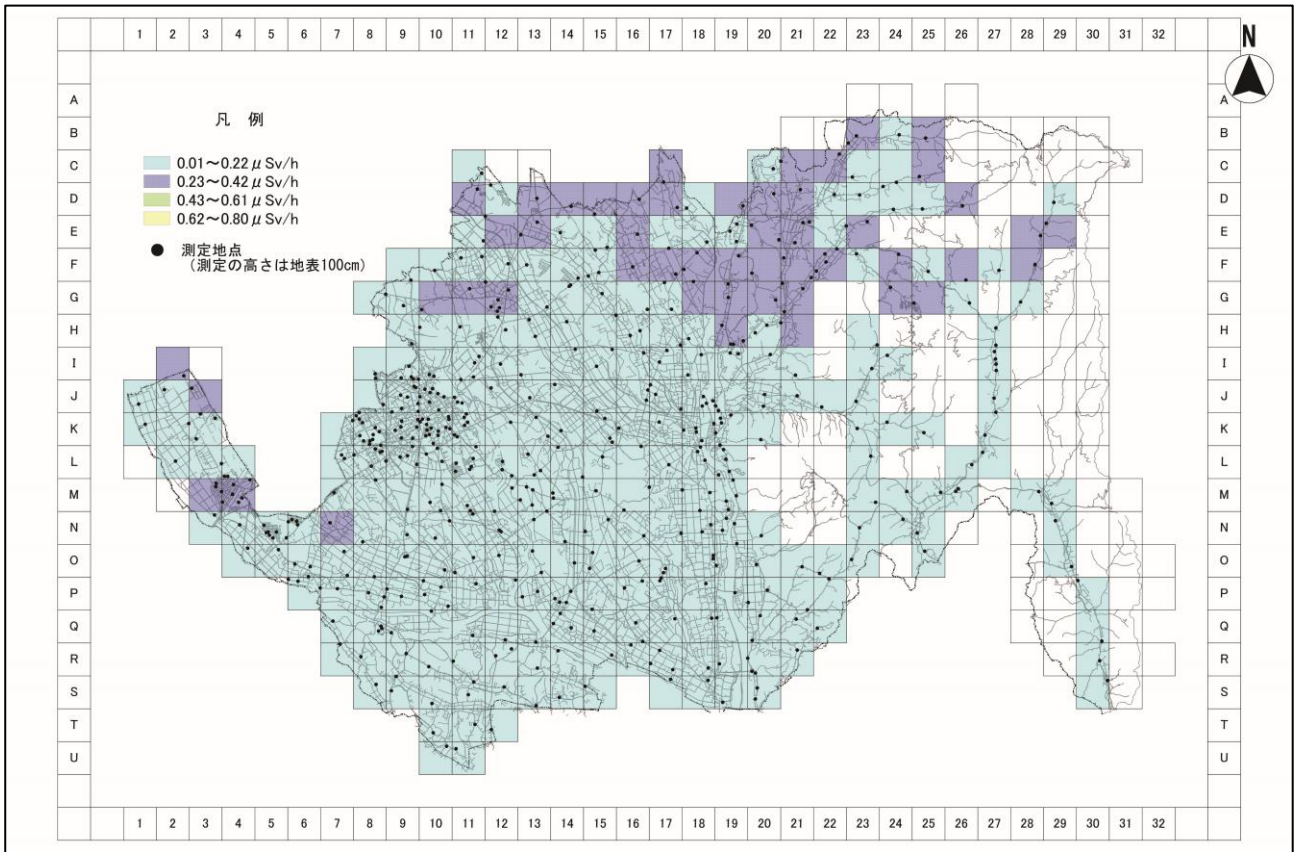 1 2 3 4 5 6 7 8 9 10 11 12 13 14 15 16 17 18 19 20 21 22 23 24 25 26 27 28 29 30 31 32
N
A A
B B
C C
D D
E E
F F
G G
H H
I I
J J
K K
L L
M M
N N
O O
P P
Q Q
R R
S S
T T
U U
凡 例
0.01～0.22μSv/h
0.23～0.42μSv/h
0.43～0.61μSv/h
0.62～0.80μSv/h
測定地点
(測定の高さは地表100cm)
1 2 3 4 5 6 7 8 9 10 11 12 13 14 15 16 17 18 19 20 21 22 23 24 25 26 27 28 29 30 31 32